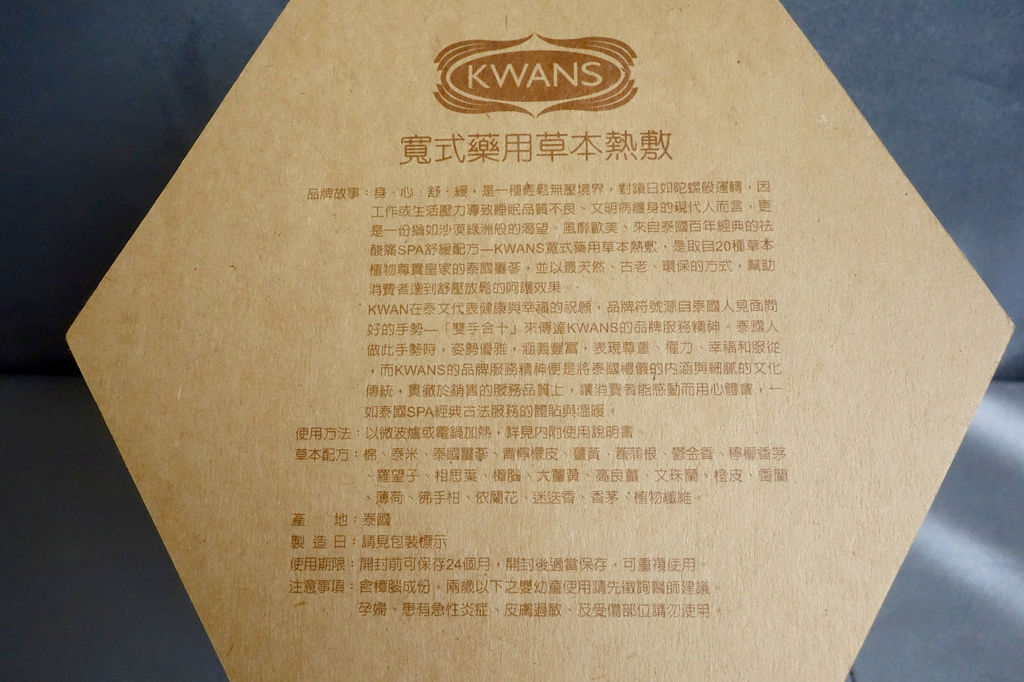 KWANS
寬式藥用草本熱敷
品牌故事：身．心．舒．緩，是一種輕鬆無壓境界，對鎮日如陀螺般運轉，因
工作或生活壓力導致睡眠品質不良、文明病纏身的現代人而言，更
是一份猶如沙漠綠洲般的渴望。風靡歐美、來自泰國百年經典的祛
酸痛SPA舒緩配方—KWANS寬式藥用草本熱敷，是取自20種草本
植物尊貴皇家的泰國薑蔘，並以最天然、古老、環保的方式，幫助
消費者達到舒壓放鬆的呵護效果。
KWAN在泰文代表健康與幸福的祝願，品牌符號源自泰國人見面問
好的手勢—「雙手合十」來傳達KWANS的品牌服務精神。泰國人
做此手勢時，姿勢優雅，涵義豐富，表現尊重、權力、幸福和服從
，而KWANS的品牌服務精神便是將泰國禮儀的內涵與細膩的文化
傳統，貫徹於銷售的服務品質上，讓消費者能感動而用心體會，一
如泰國SPA經典古法服務的體貼與溫暖。
使用方法：以微波爐或電鍋加熱，詳見內附使用說明書。
草本配方：棉、泰米、泰國薑蔘、青檸檬皮、薑黃、菖蒲根、鬱金香、檸檬香茅
、羅望子、相思葉、樟腦、大薑黃、高良薑、文珠蘭、橙皮、香蘭
、薄荷、佛手柑、依蘭花、迷迭香、香茅、植物纖維。
產　　地：泰國
製 造 日：請見包裝標示
使用期限：開封前可保存24個月，開封後適當保存，可重複使用。
注意事項：含樟腦成份，兩歲以下之嬰幼童使用請先徵詢醫師建議。
孕婦、患有急性炎症、皮膚過敏、及受傷部位請勿使用。